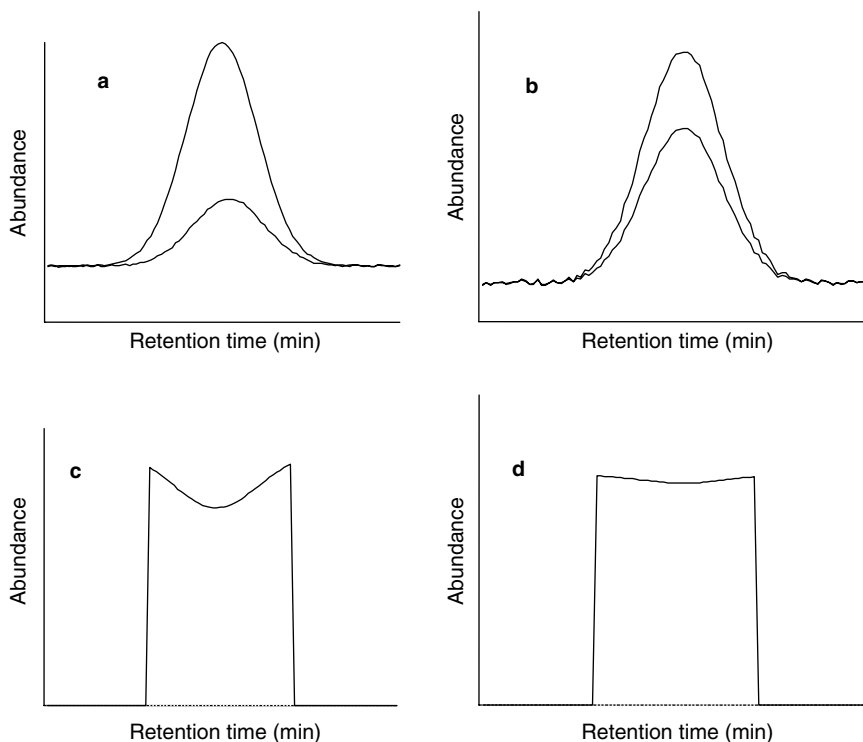 a
Abundance
Retention time (min)
b
Abundance
Retention time (min)
c
Abundance
Retention time (min)
d
Abundance
Retention time (min)